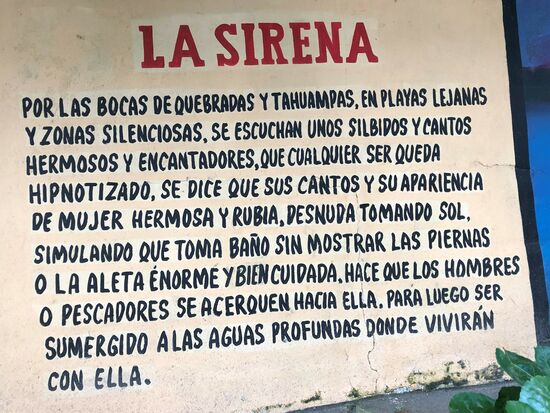 LA SIRENA
POR LAS BOCAS DE QUEBRADAS Y TAHUAMPAS, EN PLAYAS LEJANAS
Y ZONAS SILENCIOSAS, SE ESCUCHAN UNOS SILBIDOS Y CANTOS
HERMOSOS Y ENCANTADORES, QUE CUALQUIER SER QUEDA
HIPNOTIZADO, SE DICE QUE SUS CANTOS Y SU APARIENCIA
DE MUJER HERMOSA Y RUBIA, DESNUDA TOMANDO SOL,
SIMULANDO QUE TOMA BAÑO SIN MOSTRAR LAS PIERNAS
O LA ALETA ÉNORME Y BIEN CUIDADA, HACE QUE LOS HOMBRES
O PESCADORES SE ACERQUEN HACIA ELLA, PARA LUEGO SER
SUMERGIDO A LAS AGUAS PROFUNDAS DONDE VIVIRÁN
CON ELLA.